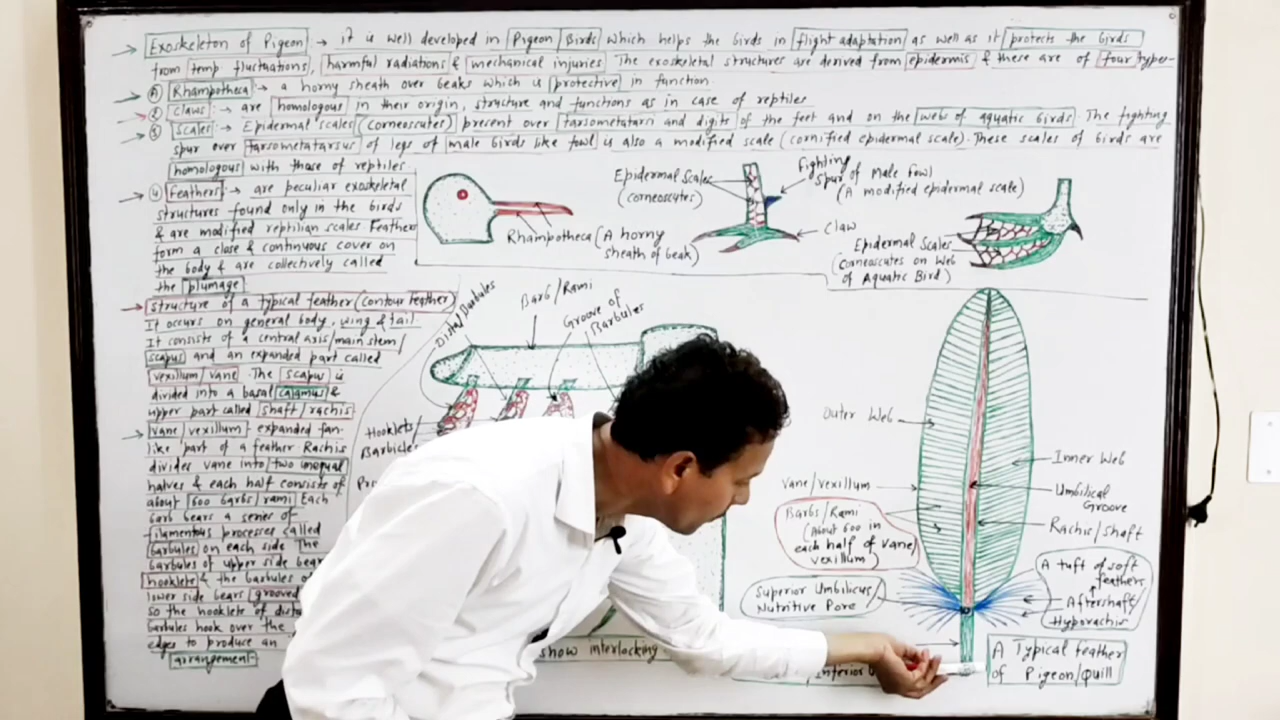 Exoskeleton of Pigeon → it is well developed in Pigeon/Birds which helps the birds in flight adaptation as well as it protects the birds
from temp fluctuations, harmful radiations & mechanical injuries. The exoskeletal structures are derived from epidermis & these are of four types-
① Rhampotheca :→ a horny sheath over beaks which is protective in function
② Claws :→ are homologous in their origin, structure and functions as in case of reptiles
③ Scales :→ Epidermal scales (corneoscutes) present over tarsometatarsi and digits of the feet and on the webs of aquatic birds. The fighting
spur over tarsometatarsus of legs of male birds like fowl is also a modified scale (cornified epidermal scale). These scales of birds are
homologous with those of reptiles
④ Feathers :→ are peculiar exoskeletal
structures found only in the birds
& are modified reptilian scales Feathers
form a close & continuous cover on
the body & are collectively called
the plumage
Structure of a typical feather (contour feather)
It occurs on general body, wing & tail.
It consists of a central axis/main stem/
scapus and an expanded part called
vexillum/vane The scapus is
divided into a basal calamus &
upper part called shaft/rachis
Vane/vexillum expanded fan-
like part of a feather Rachis
divides vane into two unequal
halves & each half consists of
about 600 barbs/rami Each
barb bears a series of
filamentous processes called
barbules on each side The
barbules of upper side bear
hooklets & the barbules of
lower side bears grooves
so the hooklets of distal
barbules hook over the
edges to produce an
arrangement
Rhampotheca (A horny
sheath of beak)
Epidermal Scales
(corneoscutes)
Fighting
Spur of Male fowl
(A modified epidermal scale)
Claw
Epidermal Scales
(Corneoscutes on Web
of Aquatic Bird)
Distal Barbules
Barb/Rami
Groove of
Barbules
Hooklets
Barbicles
show interlocking
Outer Web
Vane/vexillum
Barbs/Rami
(About 600 in
each half of vane/
vexillum)
Superior Umbilicus/
Nutritive Pore
Inner Web
Umbilical
Groove
Rachis/Shaft
A tuft of soft
feathers
Aftershaft/
Hyporachis
A Typical feather
of Pigeon/Quill